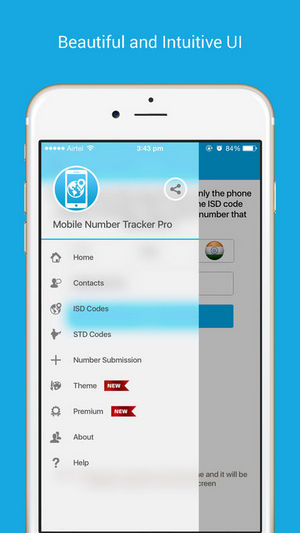 Beautiful and Intuitive UI
Airtel
3:43 pm
84%
Mobile Number Tracker Pro
nly the phone
he ISD code
number that
Home
Contacts
ISD Codes
STD Codes
Number Submission
Theme NEW
Premium NEW
About
Help
ne and it will be
screen